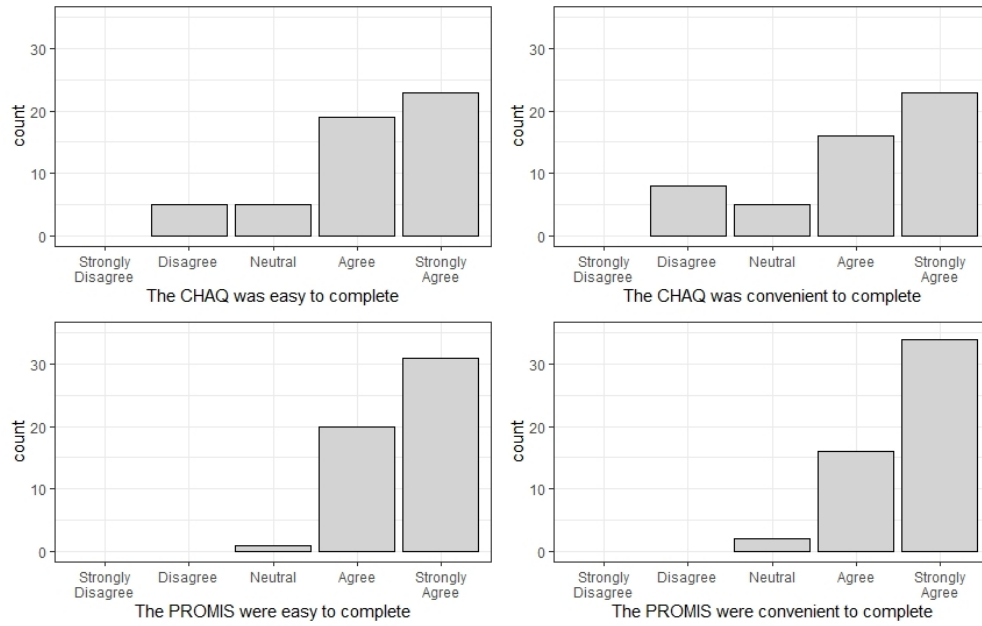 30
20
10
0
count
Strongly
Disagree
Disagree
Neutral
Agree
Strongly
Agree
The CHAQ was easy to complete
30
20
10
0
count
Strongly
Disagree
Disagree
Neutral
Agree
Strongly
Agree
The CHAQ was convenient to complete
30
20
10
0
count
Strongly
Disagree
Disagree
Neutral
Agree
Strongly
Agree
The PROMIS were easy to complete
30
20
10
0
count
Strongly
Disagree
Disagree
Neutral
Agree
Strongly
Agree
The PROMIS were convenient to complete